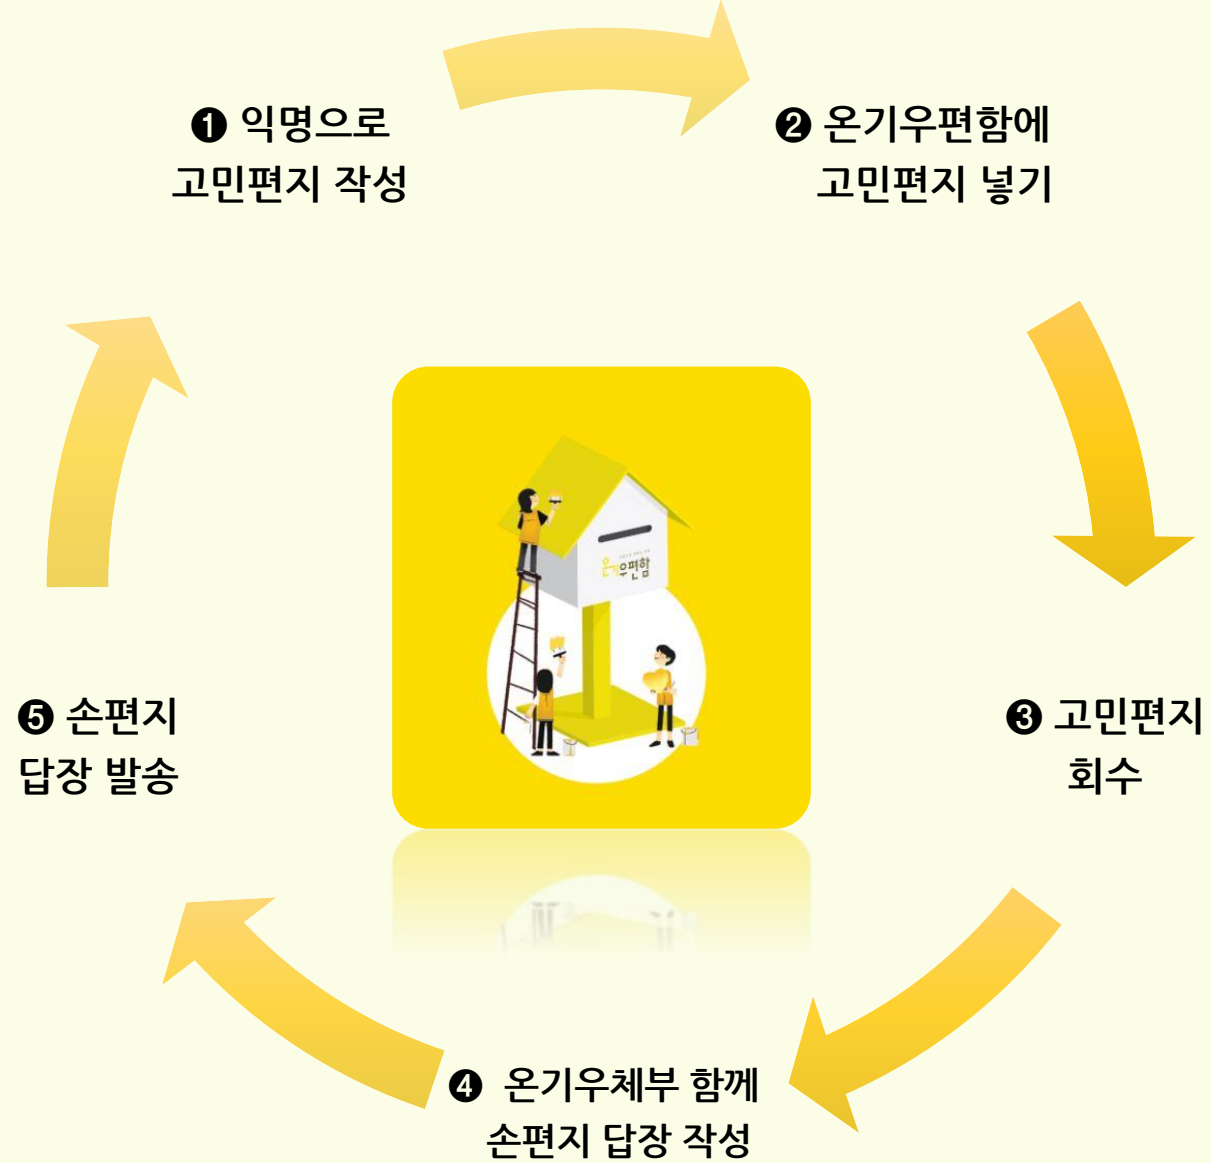 ❶ 익명으로
고민편지 작성
❷ 온기우편함에
고민편지 넣기
❸ 고민편지
회수
❹ 온기우체부 함께
손편지 답장 작성
❺ 손편지
답장 발송
온기우편함